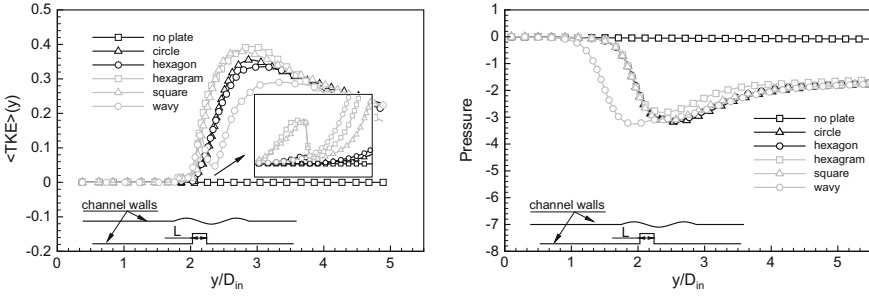 0.5
0.4
0.3
0.2
0.1
0
-0.1
-0.2
<TKE>(y)
no plate
circle
hexagon
hexagram
square
wavy
channel walls
L
0 1 2 3 4 5
y/D_in
1
0
-1
-2
-3
-4
-5
-6
-7
-8
Pressure
no plate
circle
hexagon
hexagram
square
wavy
channel walls
L
0 1 2 3 4 5
y/D_in